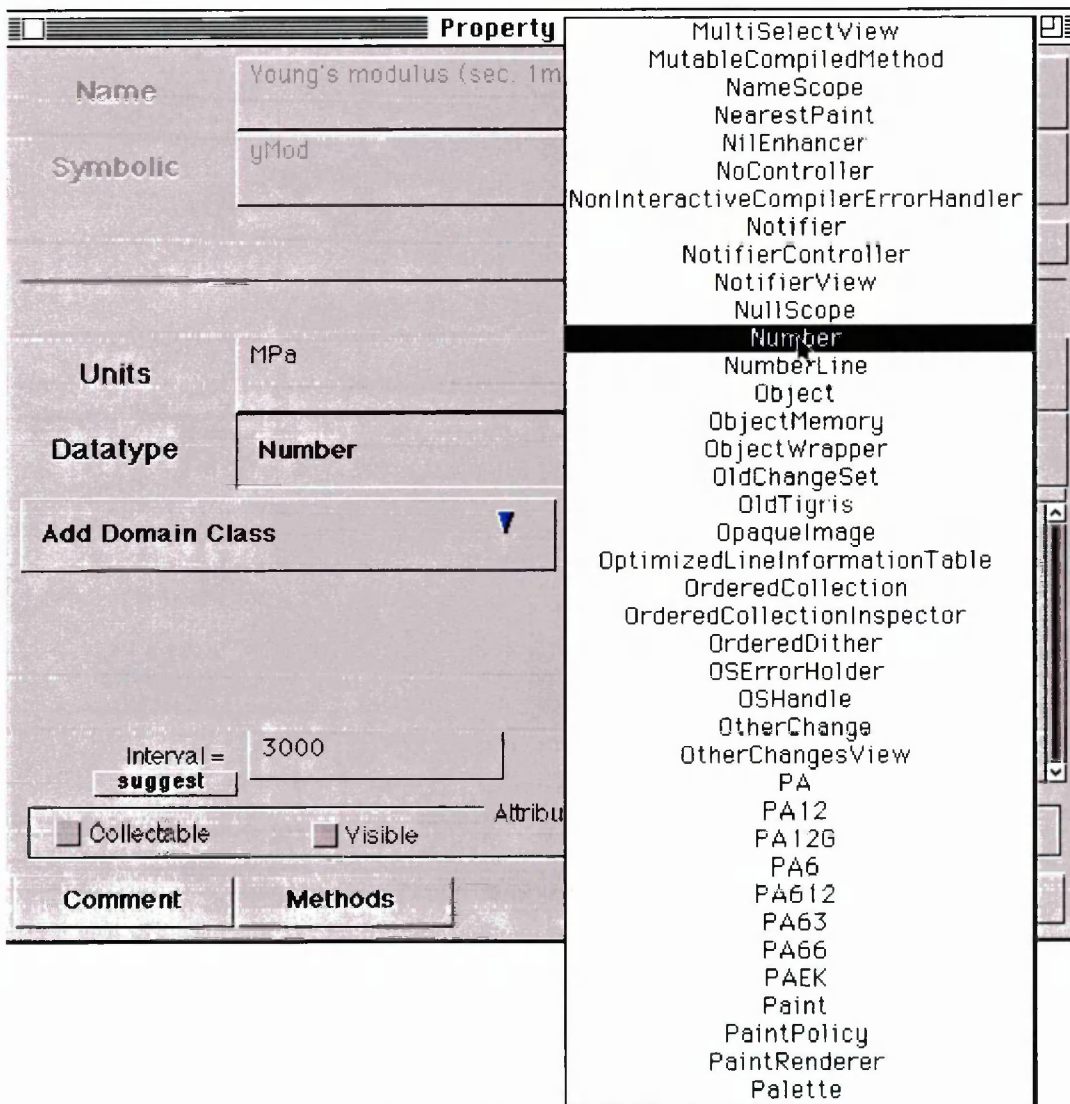 Property
Name
Young's modulus (sec. 1m
Symbolic
yMod
Units
MPa
Datatype
Number
Add Domain Class
Interval =
3000
suggest
Attribu
Collectable
Visible
Comment
Methods
MultiSelectView
MutableCompiledMethod
NameScope
NearestPaint
NilEnhancer
NoController
NonInteractiveCompilerErrorHandler
Notifier
NotifierController
NotifierView
NullScope
Number
NumberLine
Object
ObjectMemory
ObjectWrapper
OldChangeSet
OldTigris
OpaqueImage
OptimizedLineInformationTable
OrderedCollection
OrderedCollectionInspector
OrderedDither
OSErrorHolder
OSHandle
OtherChange
OtherChangesView
PA
PA12
PA12G
PA6
PA612
PA63
PA66
PAEK
Paint
PaintPolicy
PaintRenderer
Palette